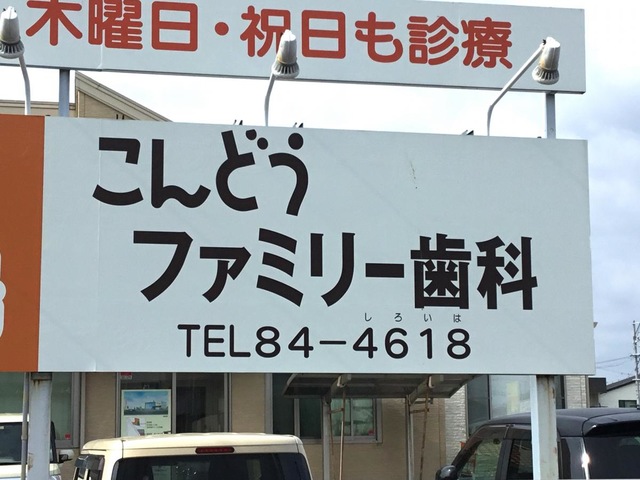 木曜日・祝日も診療
こんどう
ファミリー歯科
しろいは
TEL84-4618